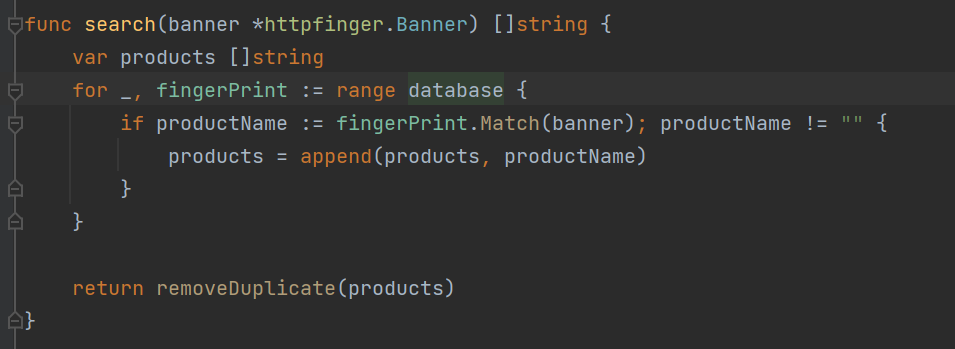 func search(banner *httpfinger.Banner) []string {
    var products []string
    for _, fingerPrint := range database {
        if productName := fingerPrint.Match(banner); productName != "" {
            products = append(products, productName)
        }
    }

    return removeDuplicate(products)
}